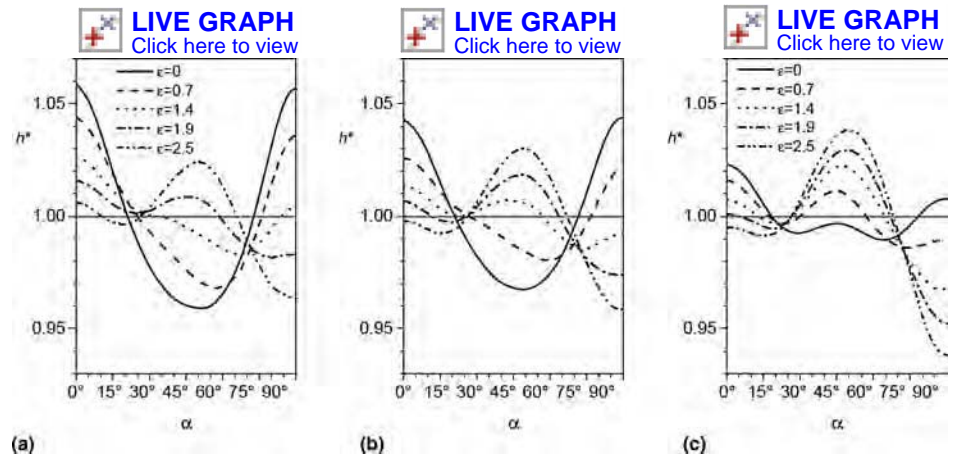 LIVE GRAPH
Click here to view
LIVE GRAPH
Click here to view
LIVE GRAPH
Click here to view
1.05
h*
1.00
0.95
ε=0
ε=0.7
ε=1.4
ε=1.9
ε=2.5
0° 15° 30° 45° 60° 75° 90°
α
(a)
1.05
h*
1.00
0.95
0° 15° 30° 45° 60° 75° 90°
α
(b)
1.05
h*
1.00
0.95
ε=0
ε=0.7
ε=1.4
ε=1.9
ε=2.5
0° 15° 30° 45° 60° 75° 90°
α
(c)